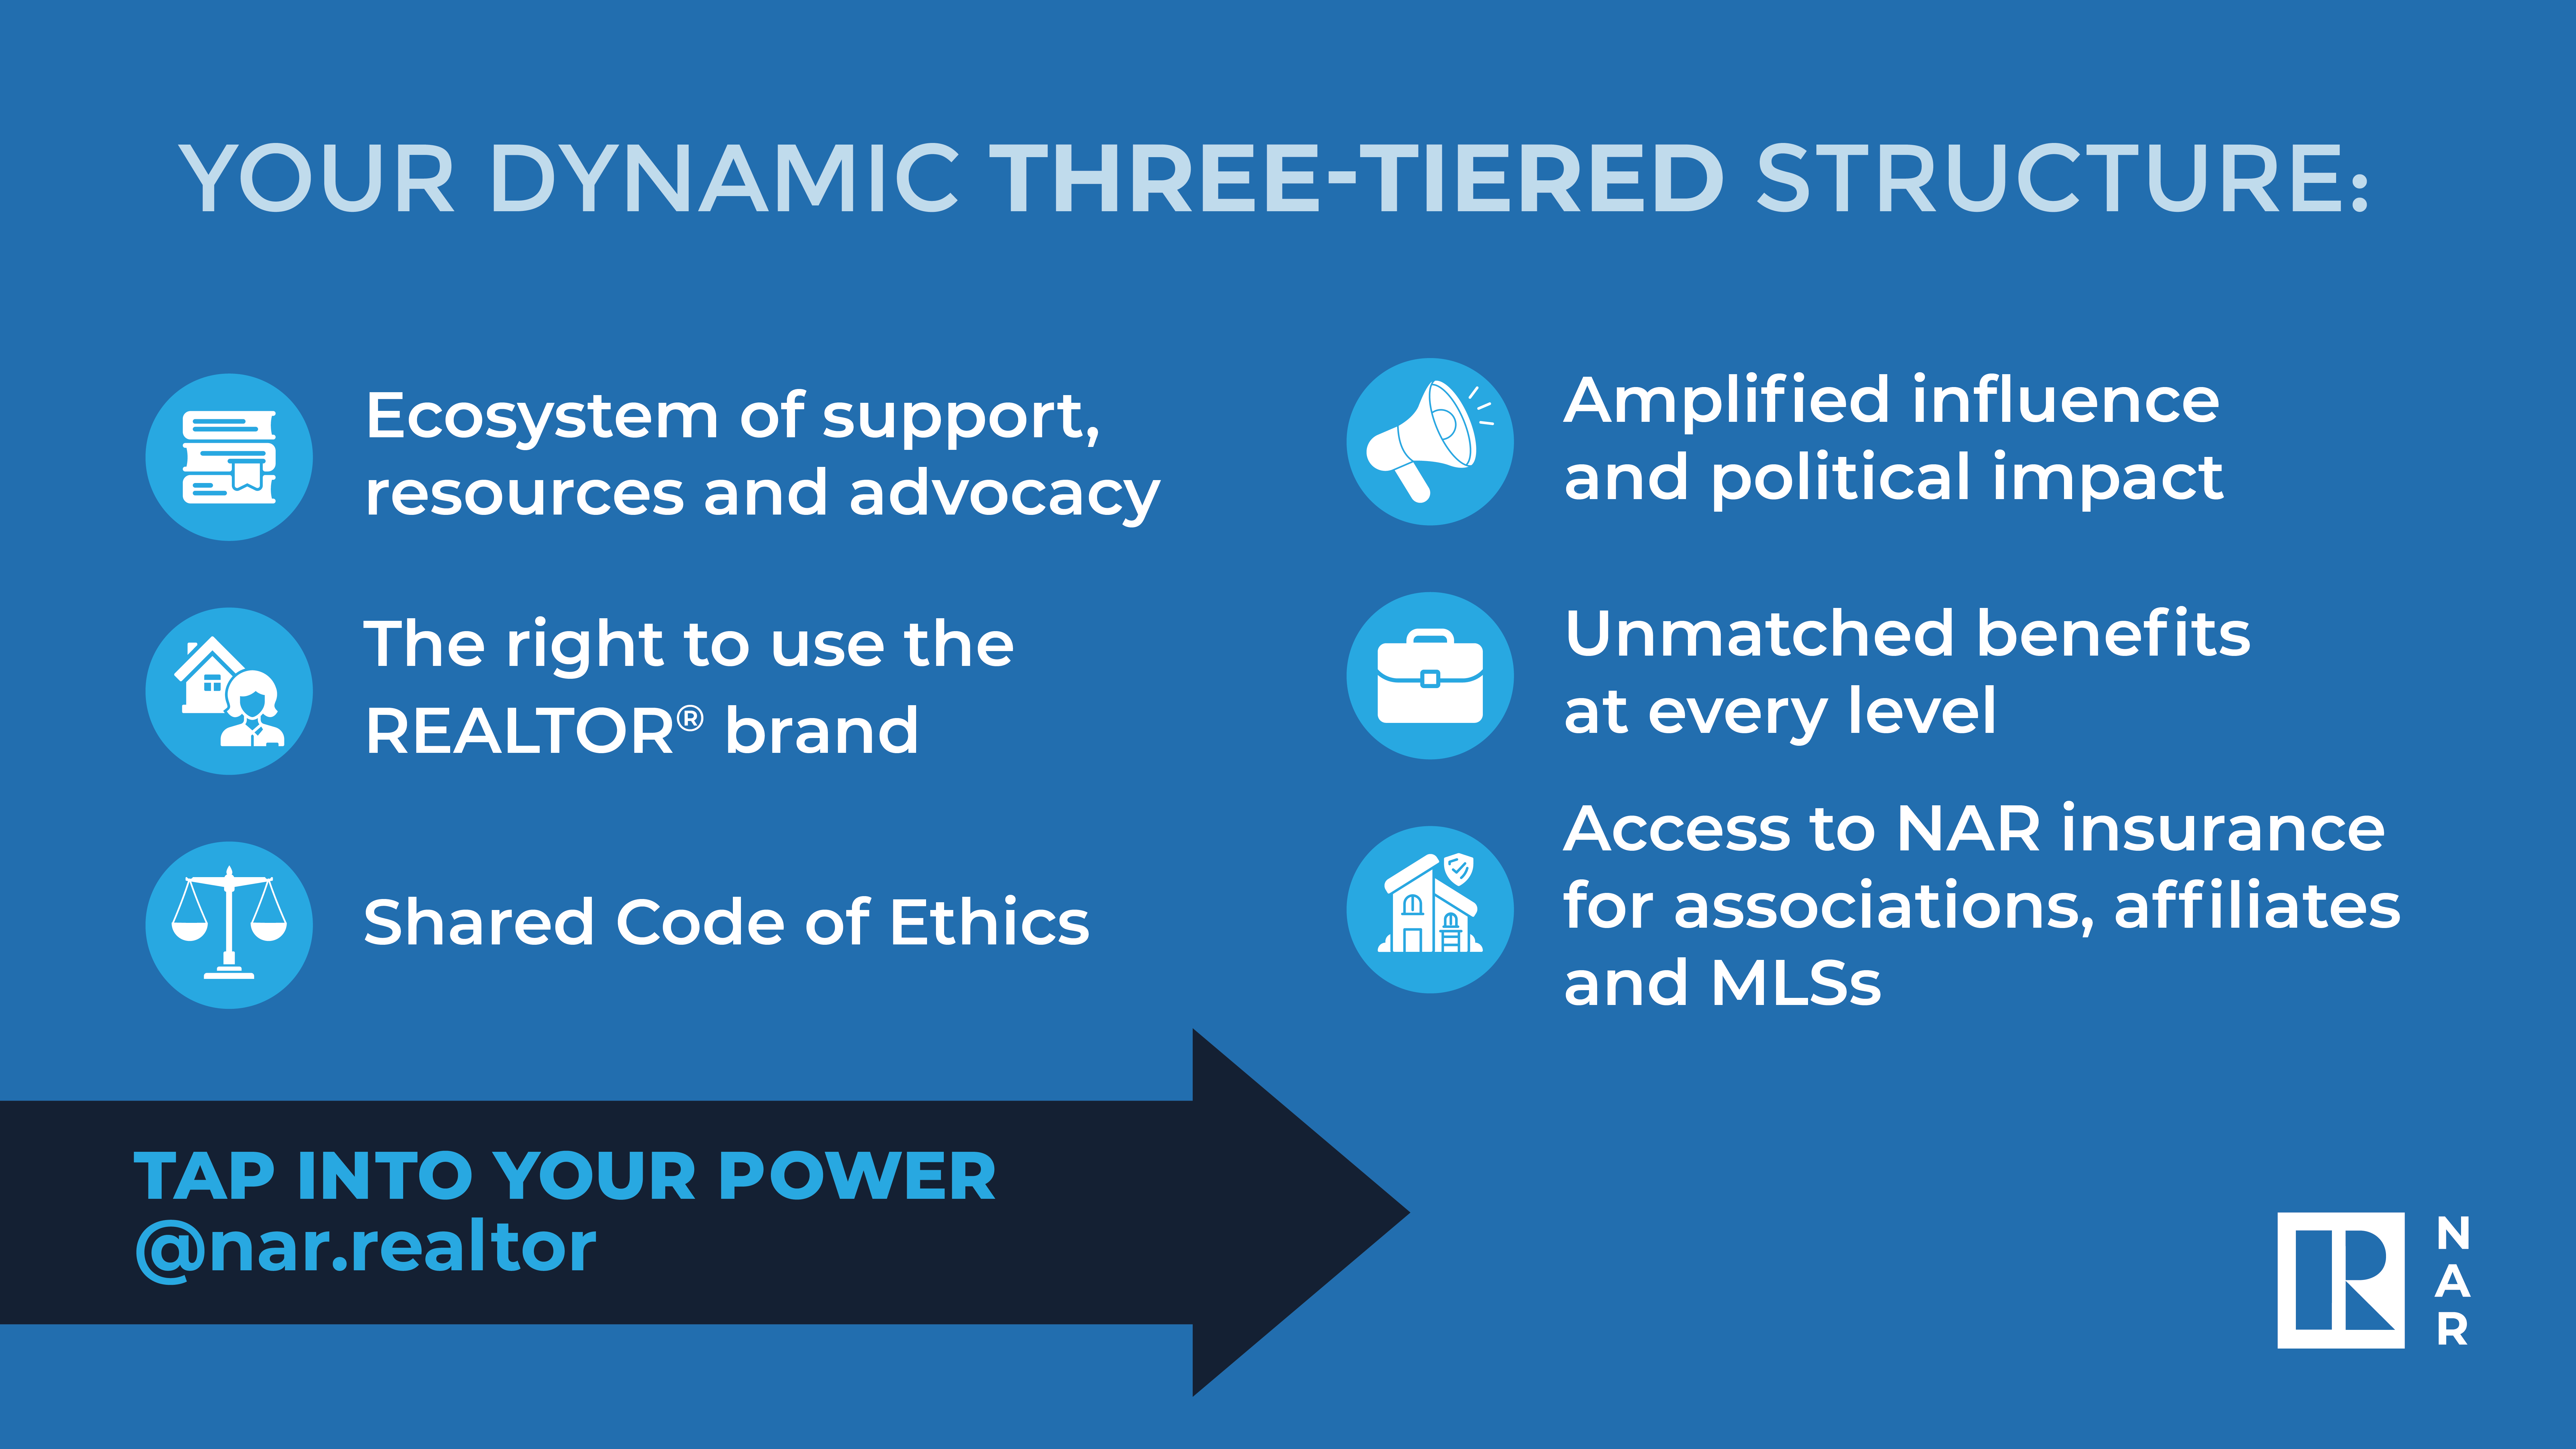 YOUR DYNAMIC THREE-TIERED STRUCTURE:
Ecosystem of support,
resources and advocacy
The right to use the
REALTOR® brand
Shared Code of Ethics
Amplified influence
and political impact
Unmatched benefits
at every level
Access to NAR insurance
for associations, affiliates
and MLSs
TAP INTO YOUR POWER
@nar.realtor
R
N
A
R